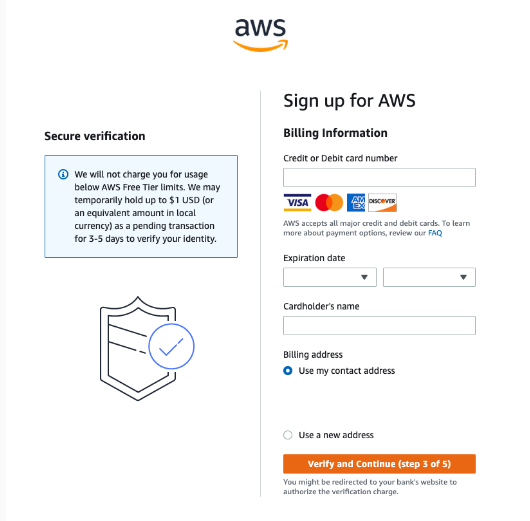 aws
Sign up for AWS
Secure verification
We will not charge you for usage
below AWS Free Tier limits. We may
temporarily hold up to $1 USD (or
an equivalent amount in local
currency) as a pending transaction
for 3-5 days to verify your identity.
Billing Information
Credit or Debit card number
VISA
AM
EX
DISCOVER
AWS accepts all major credit and debit cards. To learn
more about payment options, review our FAQ
Expiration date
Cardholder's name
Billing address
Use my contact address
Use a new address
Verify and Continue (step 3 of 5)
You might be redirected to your bank's website to
authorize the verification charge.